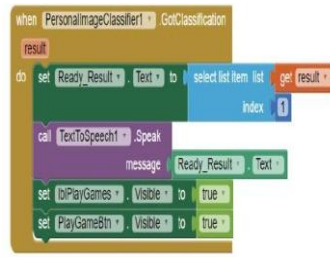 when PersonalImageClassifier1 .GotClassification
result
do set Ready_Result . Text to select list item list get result
index 1
call TextToSpeech1 .Speak
message Ready_Result . Text
set lblPlayGames . Visible to true
set PlayGameBtn . Visible to true